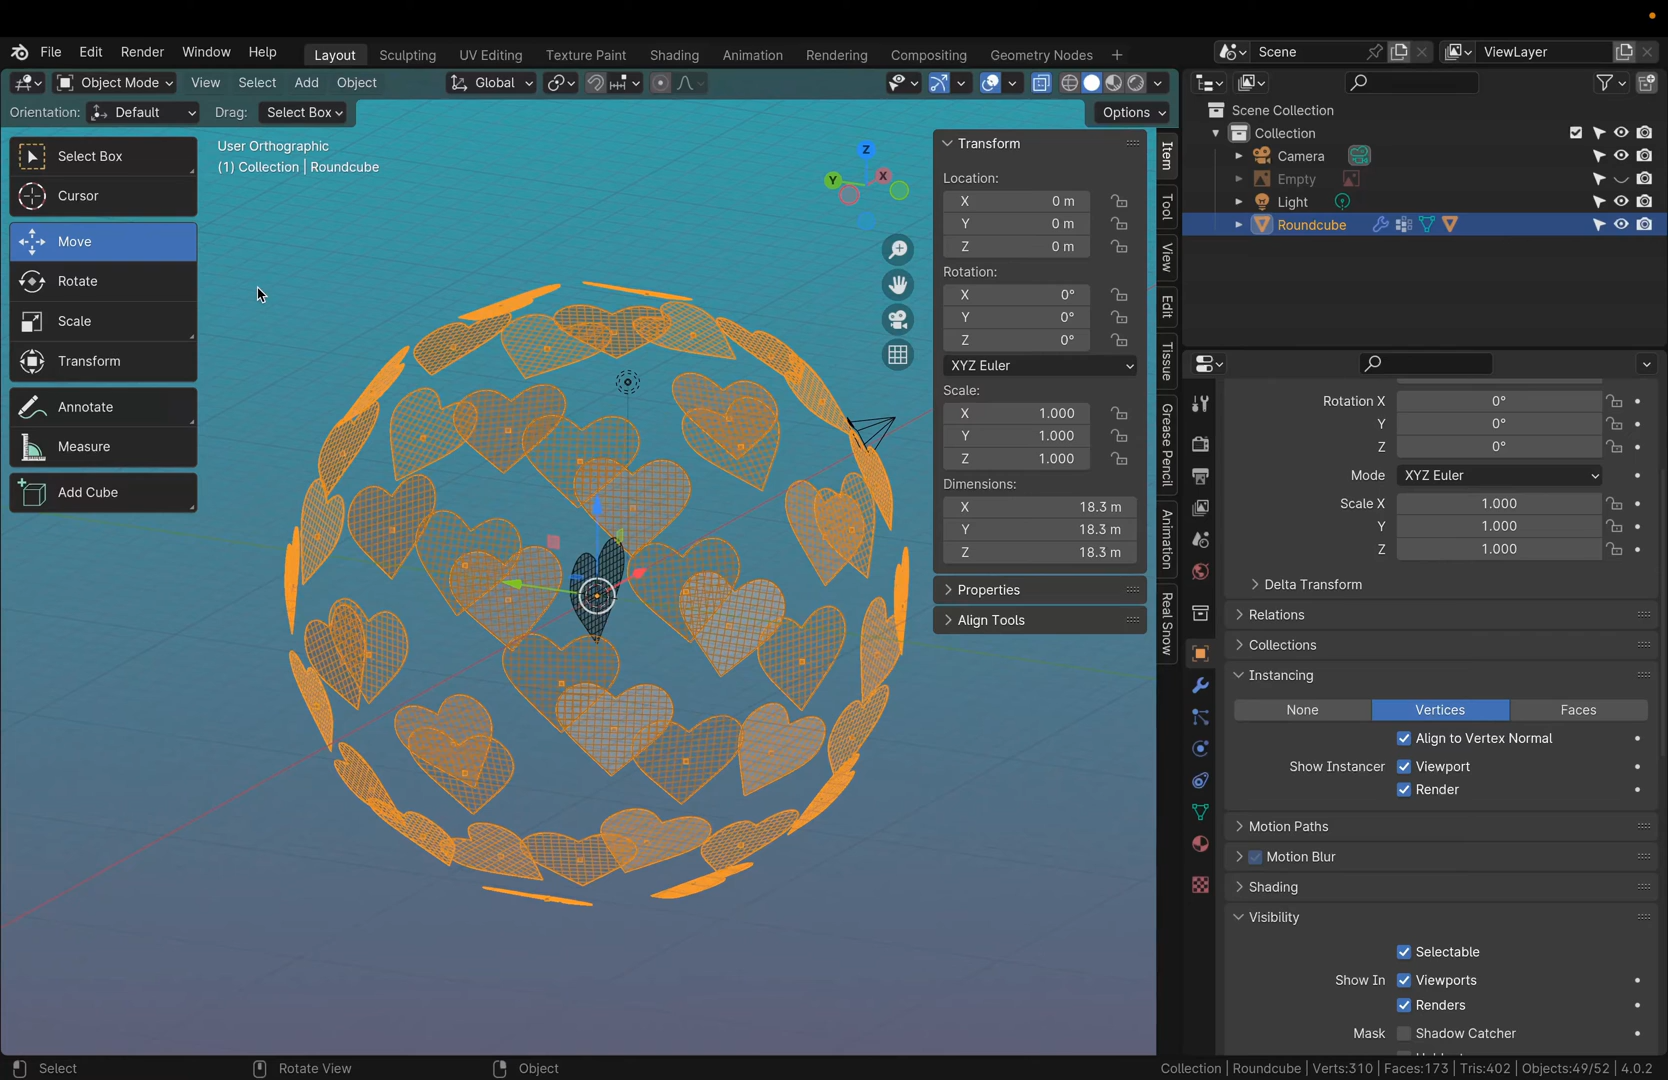 File Edit Render Window Help Layout Sculpting UV Editing Texture Paint Shading Animation Rendering Compositing Geometry Nodes + Scene ViewLayer
Object Mode View Select Add Object Global
Orientation: Default Drag: Select Box Options
User Orthographic
(1) Collection | Roundcube
Select Box
Cursor
Move
Rotate
Scale
Transform
Annotate
Measure
Add Cube
Z
Y
X
Transform
Location:
X 0 m
Y 0 m
Z 0 m
Rotation:
X 0°
Y 0°
Z 0°
XYZ Euler
Scale:
X 1.000
Y 1.000
Z 1.000
Dimensions:
X 18.3 m
Y 18.3 m
Z 18.3 m
Properties
Align Tools
Item
Tool
View
Edit
Tissue
Grease Pencil
Animation
Real Snow
Scene Collection
Collection
Camera
Empty
Light
Roundcube
Rotation X 0°
Y 0°
Z 0°
Mode XYZ Euler
Scale X 1.000
Y 1.000
Z 1.000
Delta Transform
Relations
Collections
Instancing
None Vertices Faces
Align to Vertex Normal
Show Instancer Viewport
Render
Motion Paths
Motion Blur
Shading
Visibility
Selectable
Show In Viewports
Renders
Mask Shadow Catcher
Select Rotate View Object Collection | Roundcube | Verts:310 | Faces:173 | Tris:402 | Objects:49/52 | 4.0.2